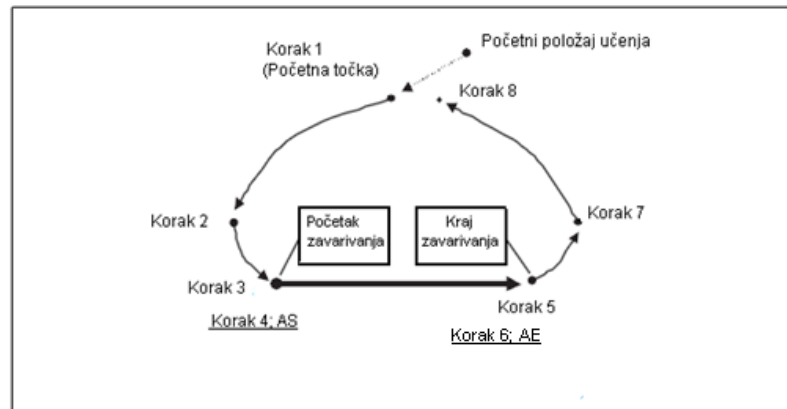 Početni položaj učenja
Korak 1
(Početna točka)
Korak 8
Korak 2
Početak
zavarivanja
Kraj
zavarivanja
Korak 7
Korak 3
Korak 5
Korak 4; AS
Korak 6; AE